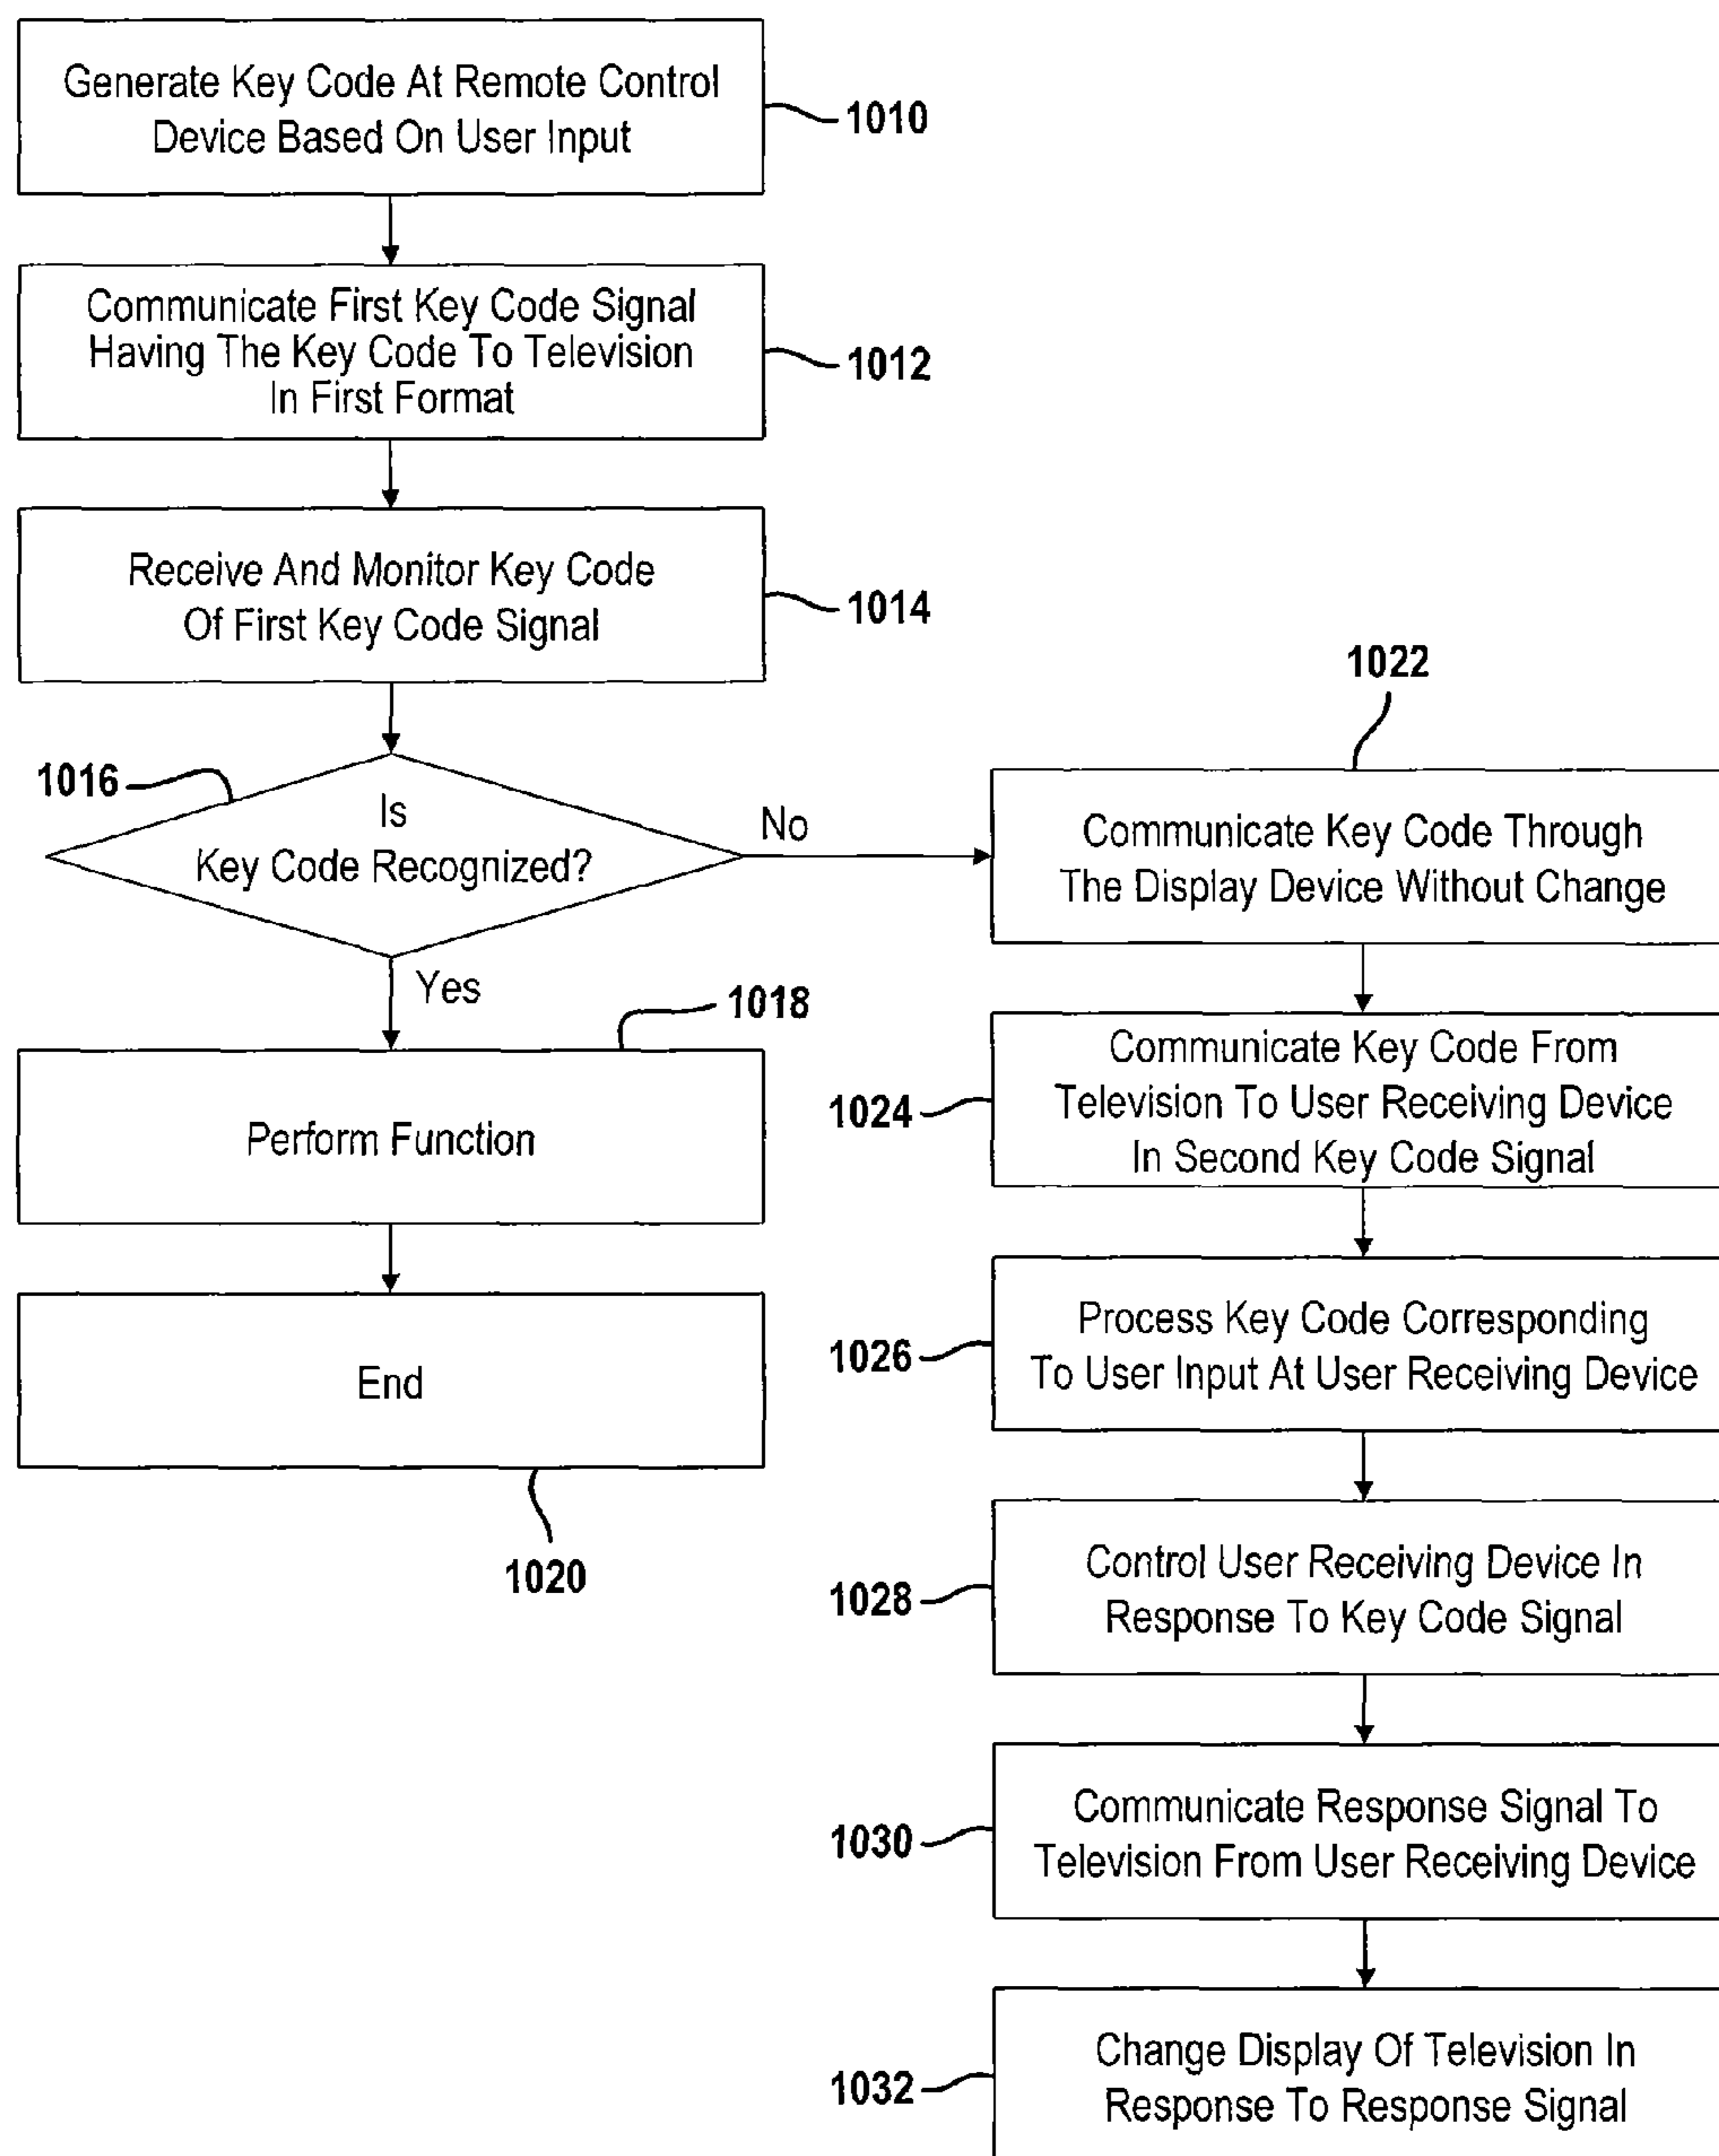 Generate Key Code At Remote Control
Device Based On User Input
1010
Communicate First Key Code Signal
Having The Key Code To Television
In First Format
1012
Receive And Monitor Key Code
Of First Key Code Signal
1014
1016
Is
Key Code Recognized?
No
Yes
1018
Perform Function
End
1020
1022
Communicate Key Code Through
The Display Device Without Change
Communicate Key Code From
Television To User Receiving Device
In Second Key Code Signal
1024
Process Key Code Corresponding
To User Input At User Receiving Device
1026
Control User Receiving Device In
Response To Key Code Signal
1028
Communicate Response Signal To
Television From User Receiving Device
1030
Change Display Of Television In
Response To Response Signal
1032